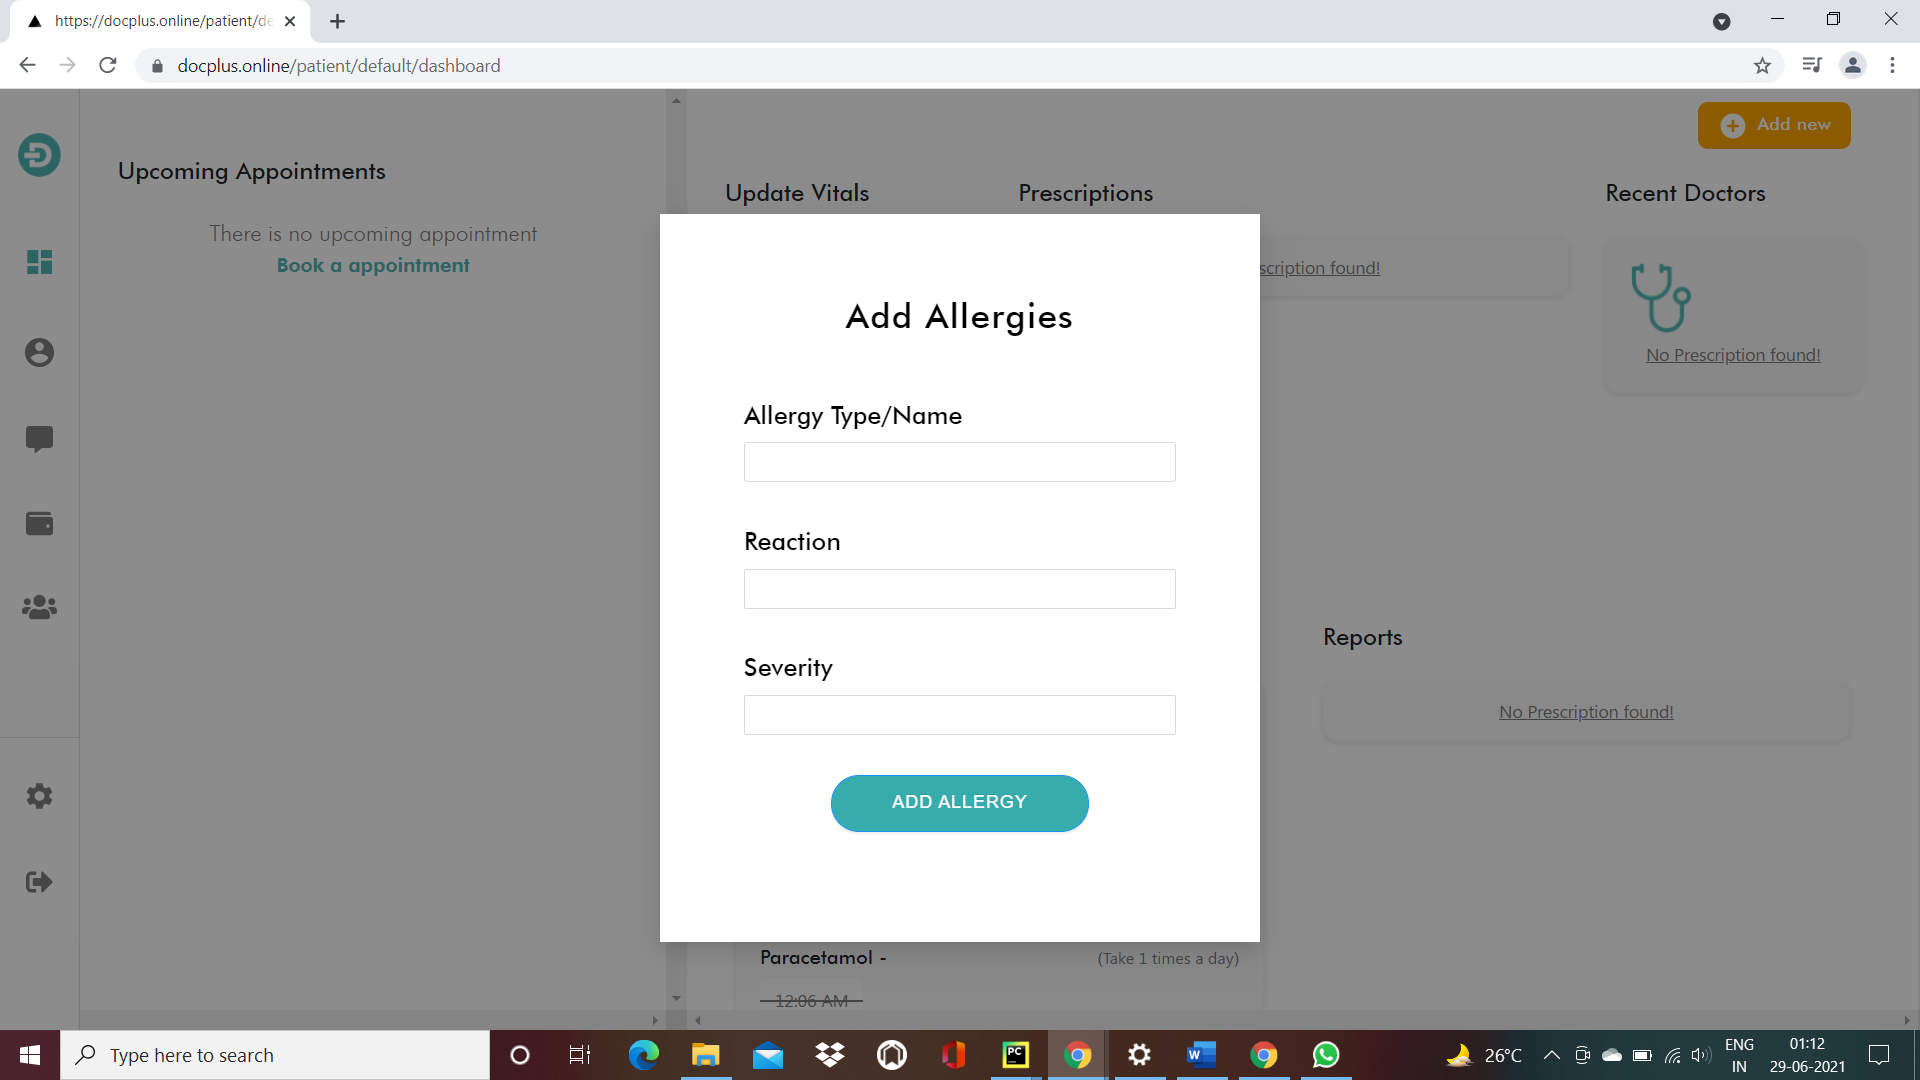 https://docplus.online/patient/de
docplus.online/patient/default/dashboard
Add new
Upcoming Appointments
There is no upcoming appointment
Book a appointment
Update Vitals
Prescriptions
Recent Doctors
scription found!
No Prescription found!
Add Allergies
Allergy Type/Name
Reaction
Severity
ADD ALLERGY
Reports
No Prescription found!
Paracetamol -
(Take 1 times a day)
12:06 AM
Type here to search
PC
W
26°C
ENG
IN
01:12
29-06-2021